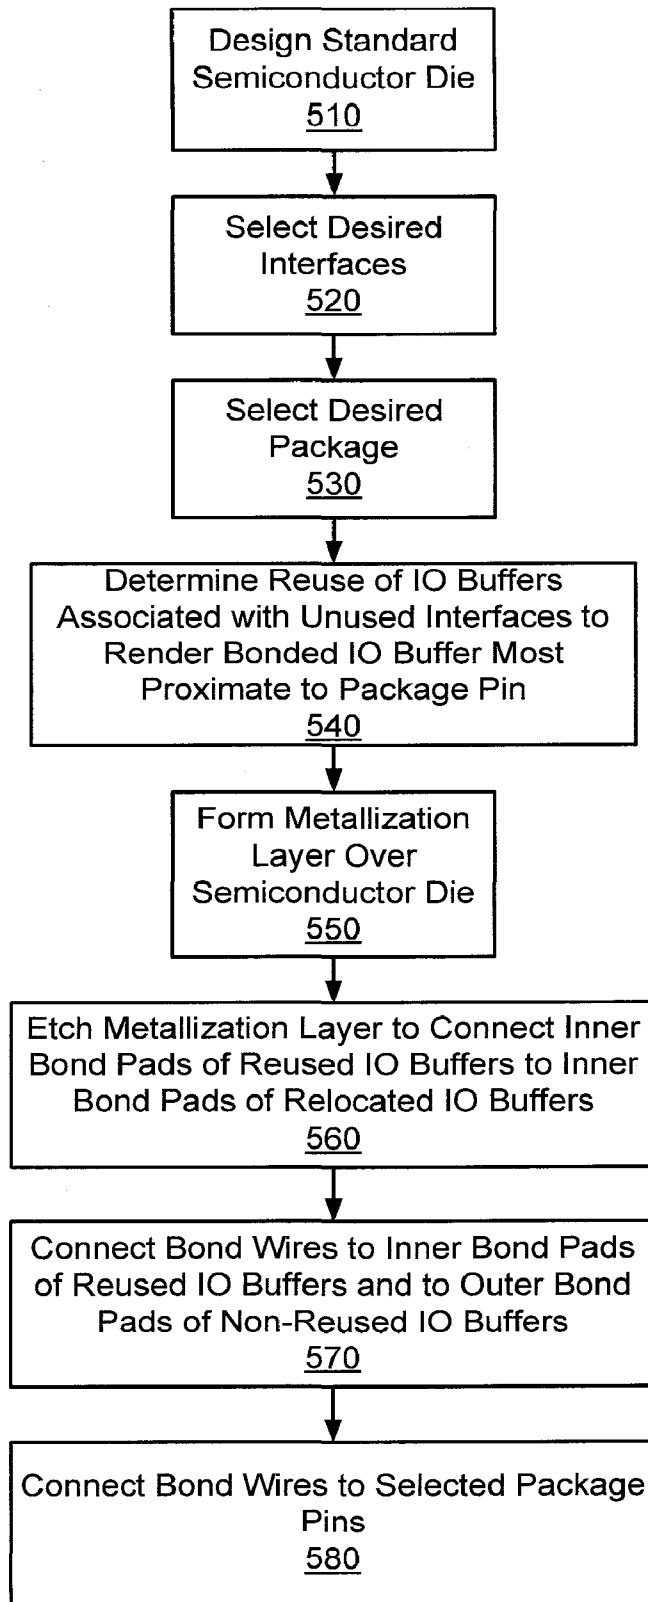 Design Standard
Semiconductor Die
510
Select Desired
Interfaces
520
Select Desired
Package
530
Determine Reuse of IO Buffers
Associated with Unused Interfaces to
Render Bonded IO Buffer Most
Proximate to Package Pin
540
Form Metallization
Layer Over
Semiconductor Die
550
Etch Metallization Layer to Connect Inner
Bond Pads of Reused IO Buffers to Inner
Bond Pads of Relocated IO Buffers
560
Connect Bond Wires to Inner Bond Pads
of Reused IO Buffers and to Outer Bond
Pads of Non-Reused IO Buffers
570
Connect Bond Wires to Selected Package
Pins
580